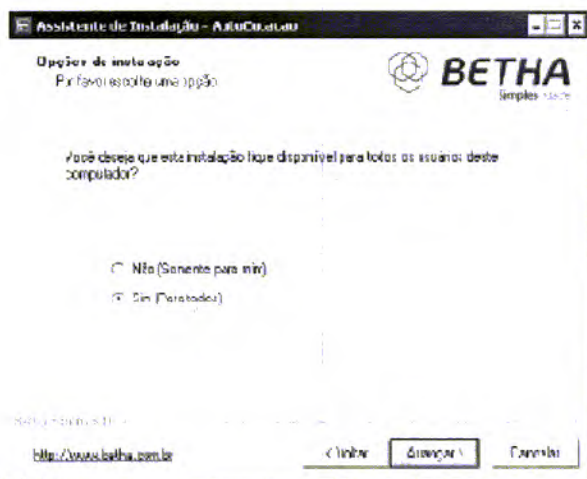 Assistente de Instalação - AutoCotacao
Opções de instalação
Por favor escolha uma opção
BETHA
Simples
Você deseja que esta instalação fique disponível para todos os usuários deste
computador?
Não (Somente para mim)
Sim (Para todos)
http://www.betha.com.br
< Voltar
Avançar >
Cancelar